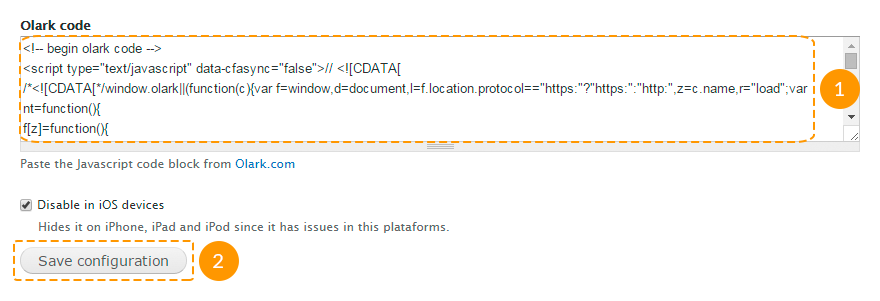 Olark code
<!-- begin olark code -->
<script type="text/javascript" data-cfasync="false">// <![CDATA[
/*<![CDATA[*/window.olark||(function(c){var f=window,d=document,l=f.location.protocol=="https:"?"https:":"http:",z=c.name,r="load";var
nt=function(){
f[z]=function(){
1
Paste the Javascript code block from Olark.com
Disable in iOS devices
Hides it on iPhone, iPad and iPod since it has issues in this plataforms.
Save configuration
2